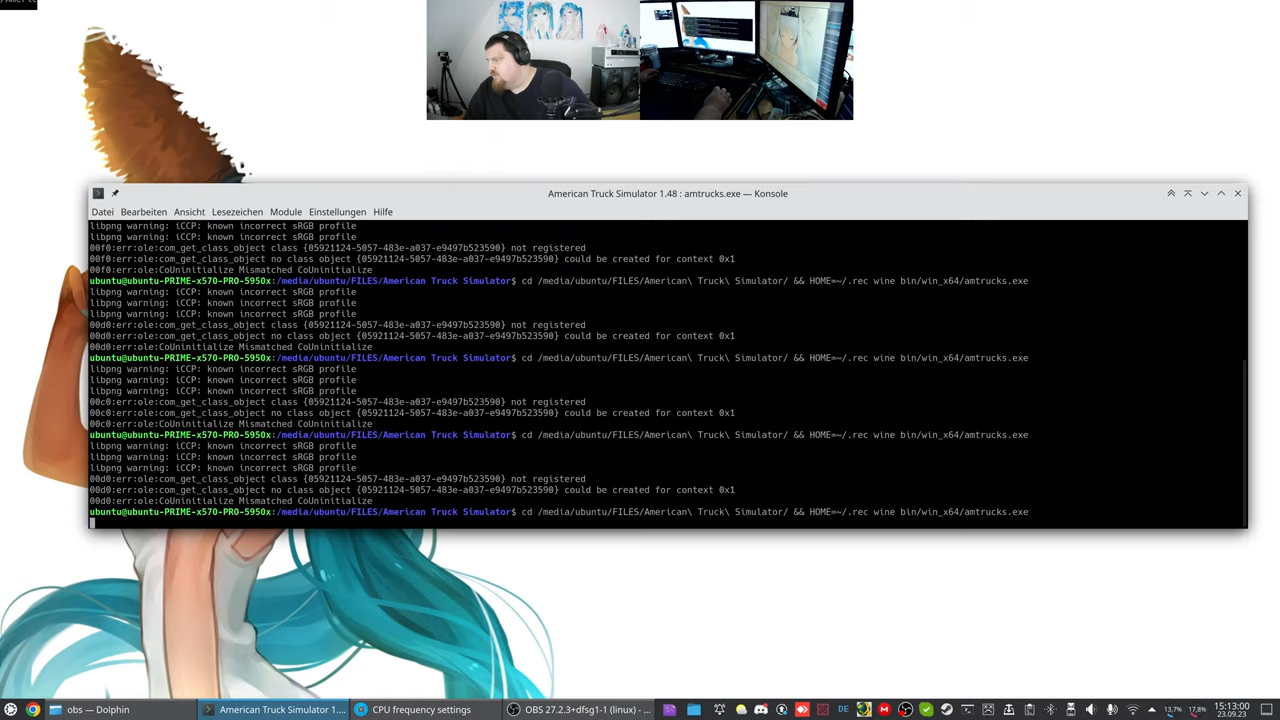 American Truck Simulator 1.48 : amtrucks.exe — Konsole
Datei Bearbeiten Ansicht Lesezeichen Module Einstellungen Hilfe
libpng warning: iCCP: known incorrect sRGB profile
libpng warning: iCCP: known incorrect sRGB profile
00f0:err:ole:com_get_class_object class {05921124-5057-483e-a037-e9497b523590} not registered
00f0:err:ole:com_get_class_object no class object {05921124-5057-483e-a037-e9497b523590} could be created for context 0x1
00f0:err:ole:CoUninitialize Mismatched CoUninitialize
ubuntu@ubuntu-PRIME-x570-PRO-5950x:/media/ubuntu/FILES/American Truck Simulator$ cd /media/ubuntu/FILES/American\ Truck\ Simulator/ && HOME=~/.rec wine bin/win_x64/amtrucks.exe
libpng warning: iCCP: known incorrect sRGB profile
libpng warning: iCCP: known incorrect sRGB profile
libpng warning: iCCP: known incorrect sRGB profile
00d0:err:ole:com_get_class_object class {05921124-5057-483e-a037-e9497b523590} not registered
00d0:err:ole:com_get_class_object no class object {05921124-5057-483e-a037-e9497b523590} could be created for context 0x1
00d0:err:ole:CoUninitialize Mismatched CoUninitialize
ubuntu@ubuntu-PRIME-x570-PRO-5950x:/media/ubuntu/FILES/American Truck Simulator$ cd /media/ubuntu/FILES/American\ Truck\ Simulator/ && HOME=~/.rec wine bin/win_x64/amtrucks.exe
libpng warning: iCCP: known incorrect sRGB profile
libpng warning: iCCP: known incorrect sRGB profile
libpng warning: iCCP: known incorrect sRGB profile
00c0:err:ole:com_get_class_object class {05921124-5057-483e-a037-e9497b523590} not registered
00c0:err:ole:com_get_class_object no class object {05921124-5057-483e-a037-e9497b523590} could be created for context 0x1
00c0:err:ole:CoUninitialize Mismatched CoUninitialize
ubuntu@ubuntu-PRIME-x570-PRO-5950x:/media/ubuntu/FILES/American Truck Simulator$ cd /media/ubuntu/FILES/American\ Truck\ Simulator/ && HOME=~/.rec wine bin/win_x64/amtrucks.exe
libpng warning: iCCP: known incorrect sRGB profile
libpng warning: iCCP: known incorrect sRGB profile
libpng warning: iCCP: known incorrect sRGB profile
00d0:err:ole:com_get_class_object class {05921124-5057-483e-a037-e9497b523590} not registered
00d0:err:ole:com_get_class_object no class object {05921124-5057-483e-a037-e9497b523590} could be created for context 0x1
00d0:err:ole:CoUninitialize Mismatched CoUninitialize
ubuntu@ubuntu-PRIME-x570-PRO-5950x:/media/ubuntu/FILES/American Truck Simulator$ cd /media/ubuntu/FILES/American\ Truck\ Simulator/ && HOME=~/.rec wine bin/win_x64/amtrucks.exe
obs — Dolphin American Truck Simulator 1.... CPU frequency settings OBS 27.2.3+dfsg1-1 (linux) - ... DE 13,7% 17,8% 15:13:00
23.09.23